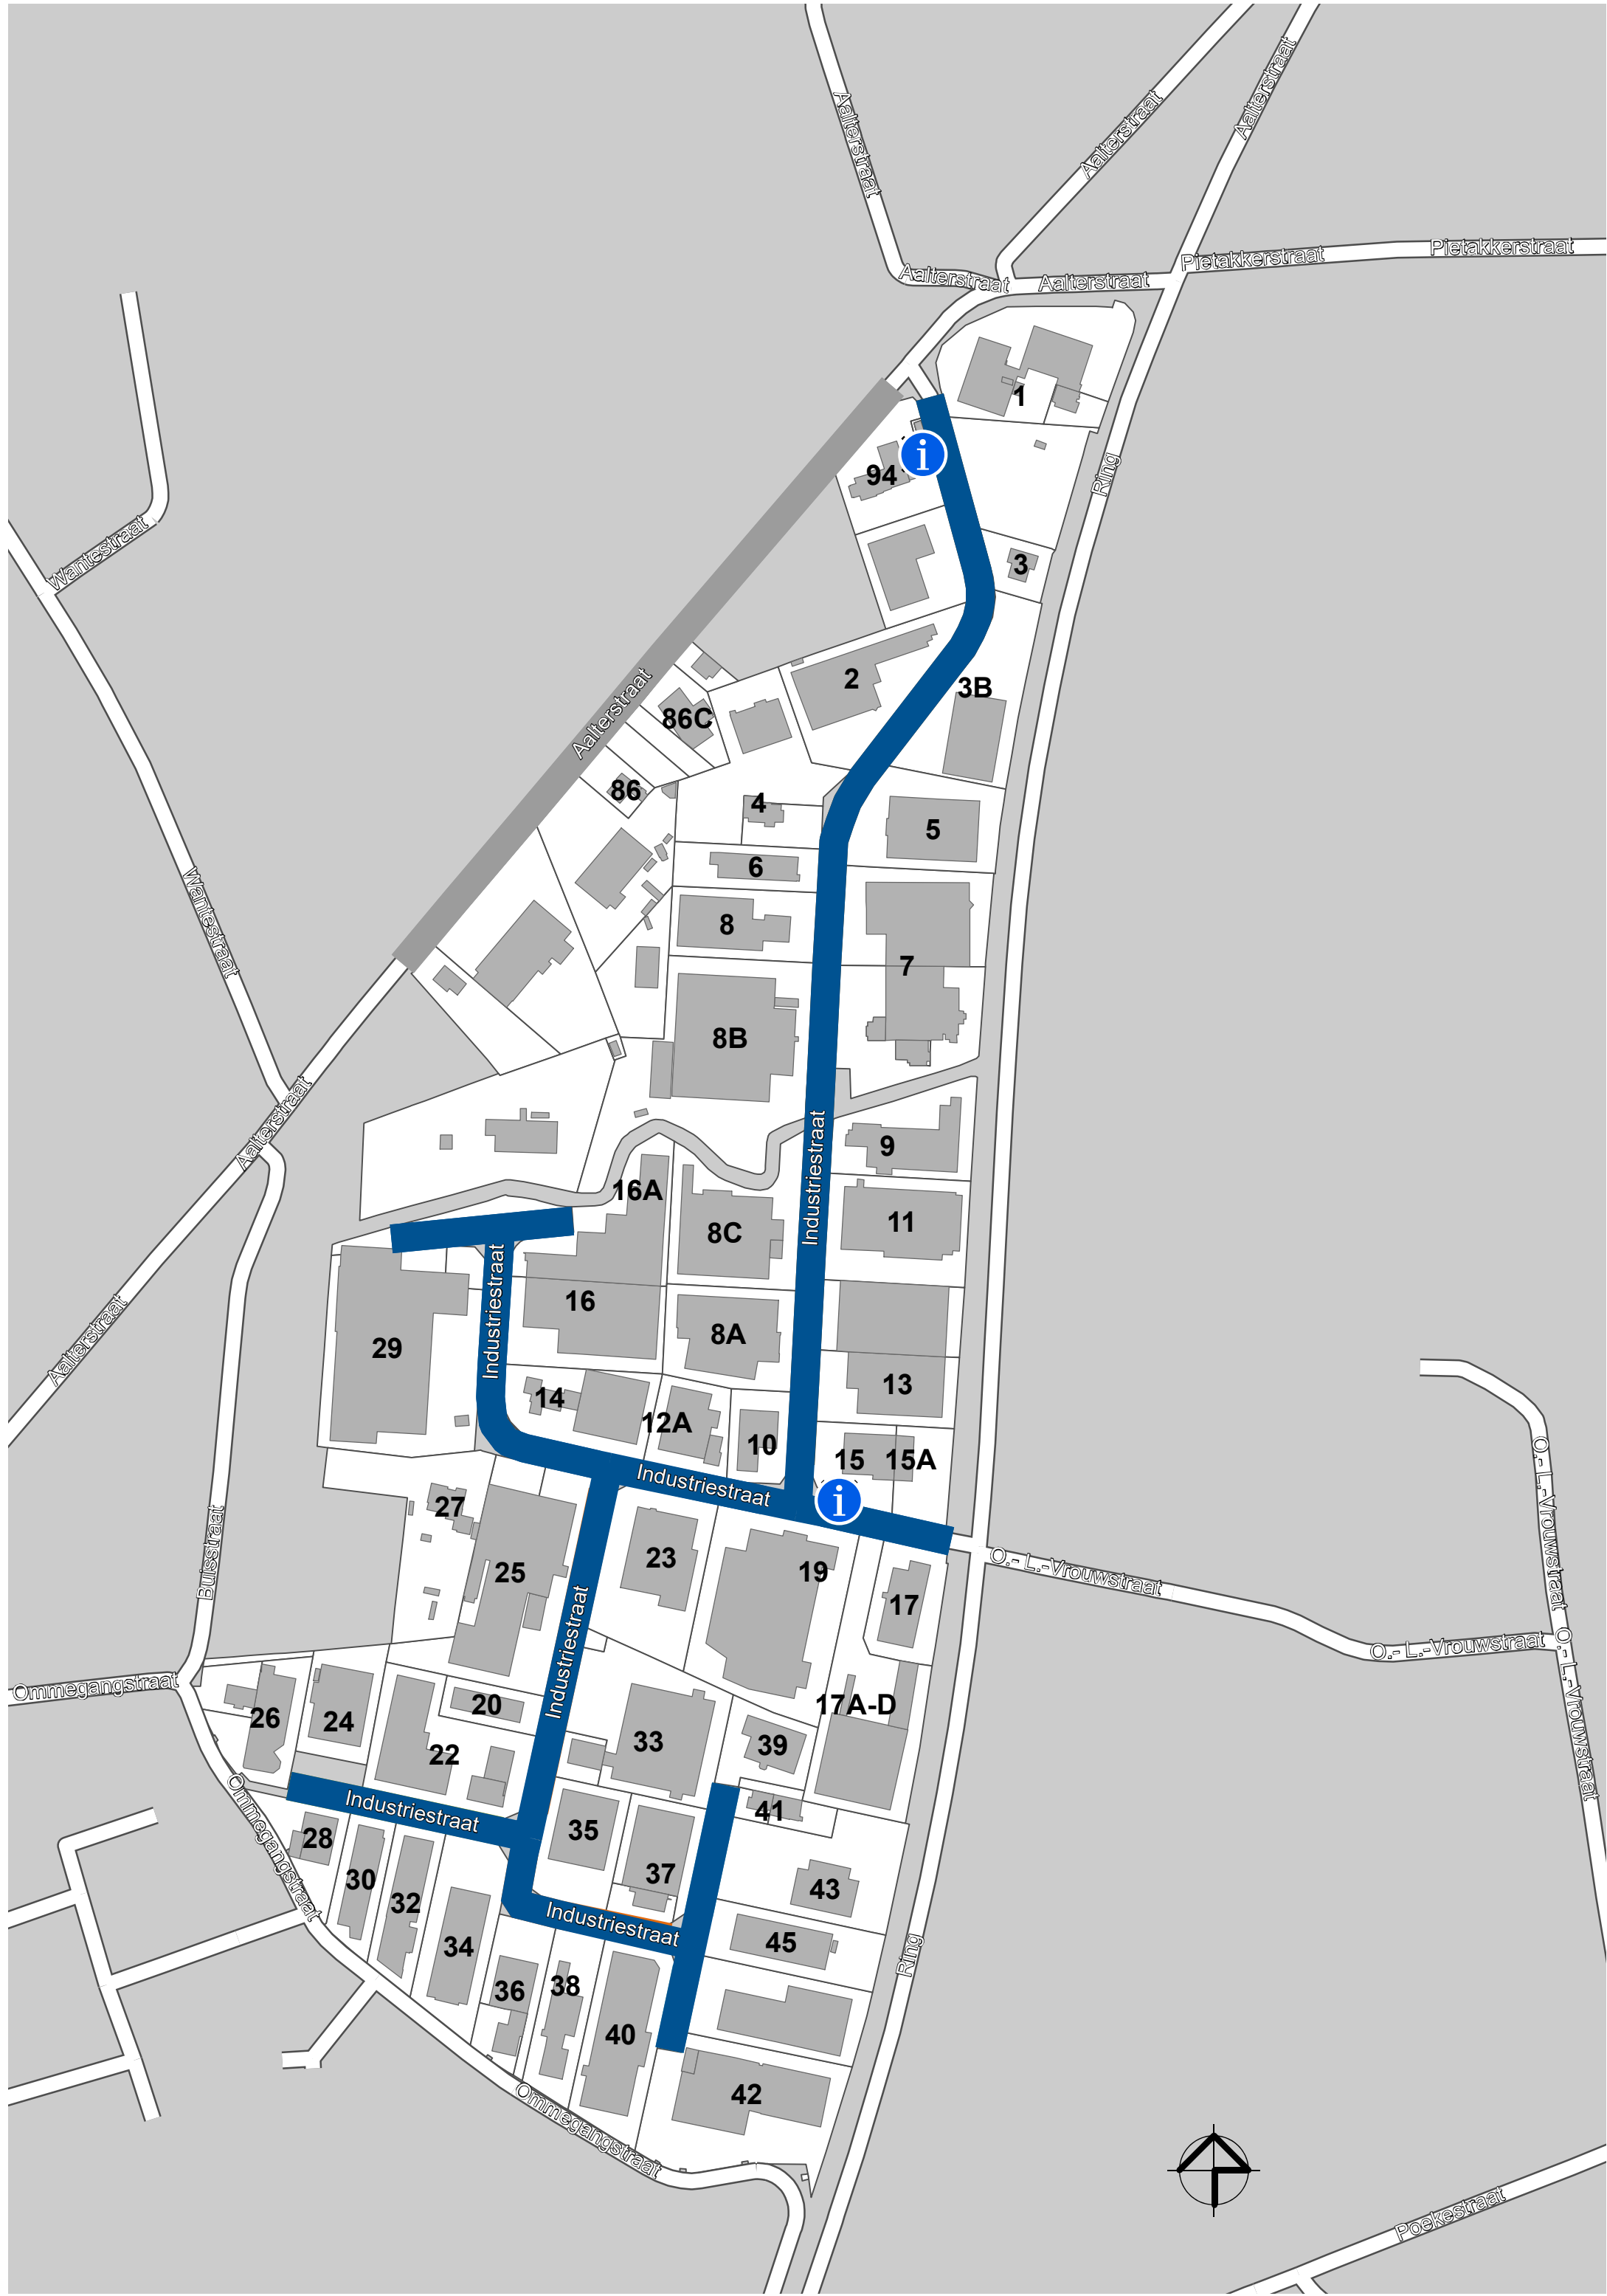 Aalterstraat
Aalterstraat
Aalterstraat
Aalterstraat
Aalterstraat
Pietakkerstraat
Pietakkerstraat
1
i
94
Ring
Wantestraat
3
2
3B
Aalterstraat
86C
86
4
5
6
8
7
Wantestraat
8B
Aalterstraat
Industriestraat
9
16A
8C
11
Industriestraat
16
8A
29
Aalterstraat
13
14
12A
10
15
15A
Industriestraat
i
27
O.- L.-Vrouwstraat
25
23
19
17
O.- L.-Vrouwstraat
Buisstraat
Industriestraat
O.- L.-Vrouwstraat
O.- L.-Vrouwstraat
Ommegangstraat
26
24
20
17A-D
22
33
39
Industriestraat
41
28
35
37
Ommegangstraat
30
32
43
34
Industriestraat
45
Ring
36
38
40
42
Ommegangstraat
Poekestraat